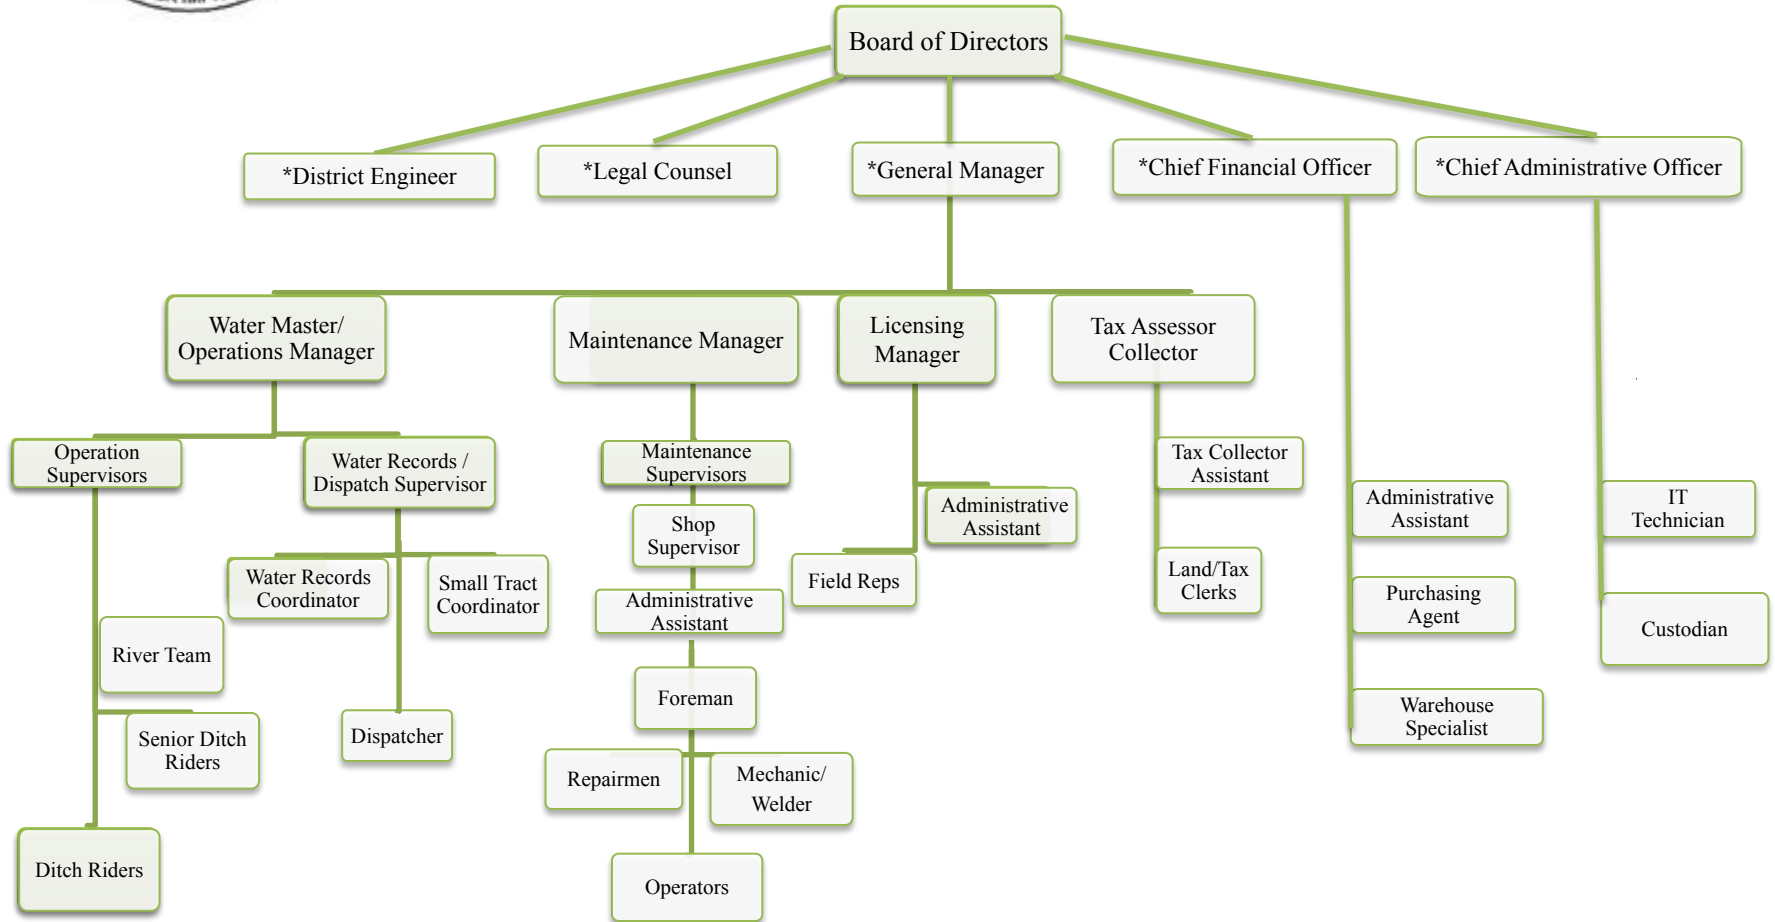 Board of Directors
*District Engineer
*Legal Counsel
*General Manager
*Chief Financial Officer
*Chief Administrative Officer
Water Master/
Operations Manager
Maintenance Manager
Licensing
Manager
Tax Assessor
Collector
Operation
Supervisors
Water Records /
Dispatch Supervisor
Maintenance
Supervisors
Tax Collector
Assistant
Administrative
Assistant
Administrative
Assistant
IT
Technician
Shop
Supervisor
Water Records
Coordinator
Small Tract
Coordinator
Field Reps
Land/Tax
Clerks
Administrative
Assistant
Purchasing
Agent
Custodian
River Team
Foreman
Senior Ditch
Riders
Dispatcher
Warehouse
Specialist
Repairmen
Mechanic/
Welder
Ditch Riders
Operators